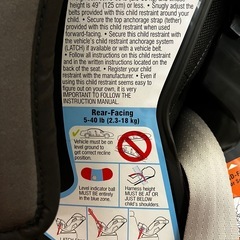 height is 49" (125 cm) or less. • Snugly adjust the
belts provided with this child restraint around your
child. • Secure the top anchorage strap (tether)
provided with this child restraint when used
forward-facing. • Secure this child restraint with
the vehicle's child restraint anchorage system
(LATCH) if available or with a vehicle belt.
• Follow all instructions on this child restraint
and in the written instructions located on the
back of the seat. • Register your child
restraint with the manufacturer. • Even if
using this child restraint seems easy to
figure out on your own, it is very
IMPORTANT TO FOLLOW THE
INSTRUCTION MANUAL.
Rear-Facing
5-40 lb (2.3-18 kg)
Vehicle must be on
level ground to
get correct recline
position.
Level indicator ball
MUST BE entirely
in the blue zone.
Harness height
MUST BE AT OR
JUST BELOW
child's shoulders.